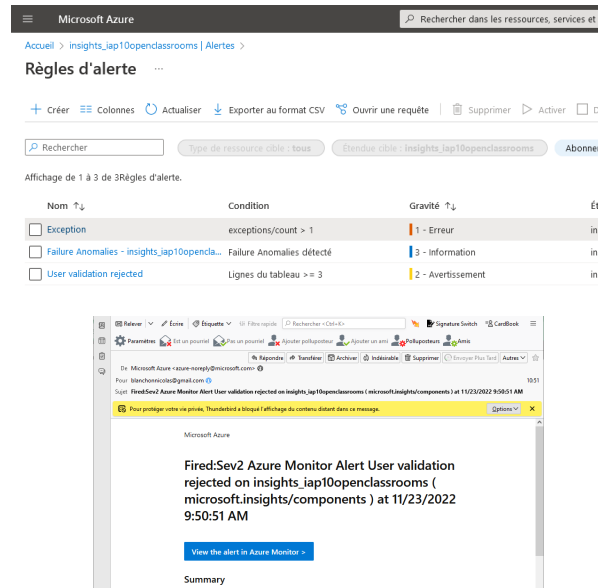 Microsoft Azure
Rechercher dans les ressources, services et
Accueil > insights_iap10openclassrooms | Alertes >
Règles d'alerte ...
Créer Colonnes Actualiser Exporter au format CSV Ouvrir une requête Supprimer Activer D
Rechercher Type de ressource cible : tous Étendue cible : insights_iap10openclassrooms Abonne
Affichage de 1 à 3 de 3Règles d'alerte.
Nom ↑↓ Condition Gravité ↑↓ Ét
Exception exceptions/count > 1 1 - Erreur in
Failure Anomalies - insights_iap10opencla... Failure Anomalies détecté 3 - Information in
User validation rejected Lignes du tableau >= 3 2 - Avertissement in
Relever Écrire Étiquette Filtre rapide Rechercher <Ctrl+K> Signature Switch CardBook
Paramètres Est un pourriel Pas un pourriel Ajouter polluposteur Ajouter un ami Polluposteurs Amis
Répondre Transférer Archiver Indésirable Supprimer Envoyer Plus Tard Autres
De Microsoft Azure <azure-noreply@microsoft.com>
Pour blanchonnicolas@gmail.com 10:51
Sujet Fired:Sev2 Azure Monitor Alert User validation rejected on insights_iap10openclassrooms ( microsoft.insights/components ) at 11/23/2022 9:50:51 AM
Pour protéger votre vie privée, Thunderbird a bloqué l'affichage du contenu distant dans ce message. Options
Microsoft Azure
Fired:Sev2 Azure Monitor Alert User validation
rejected on insights_iap10openclassrooms (
microsoft.insights/components ) at 11/23/2022
9:50:51 AM
View the alert in Azure Monitor >
Summary